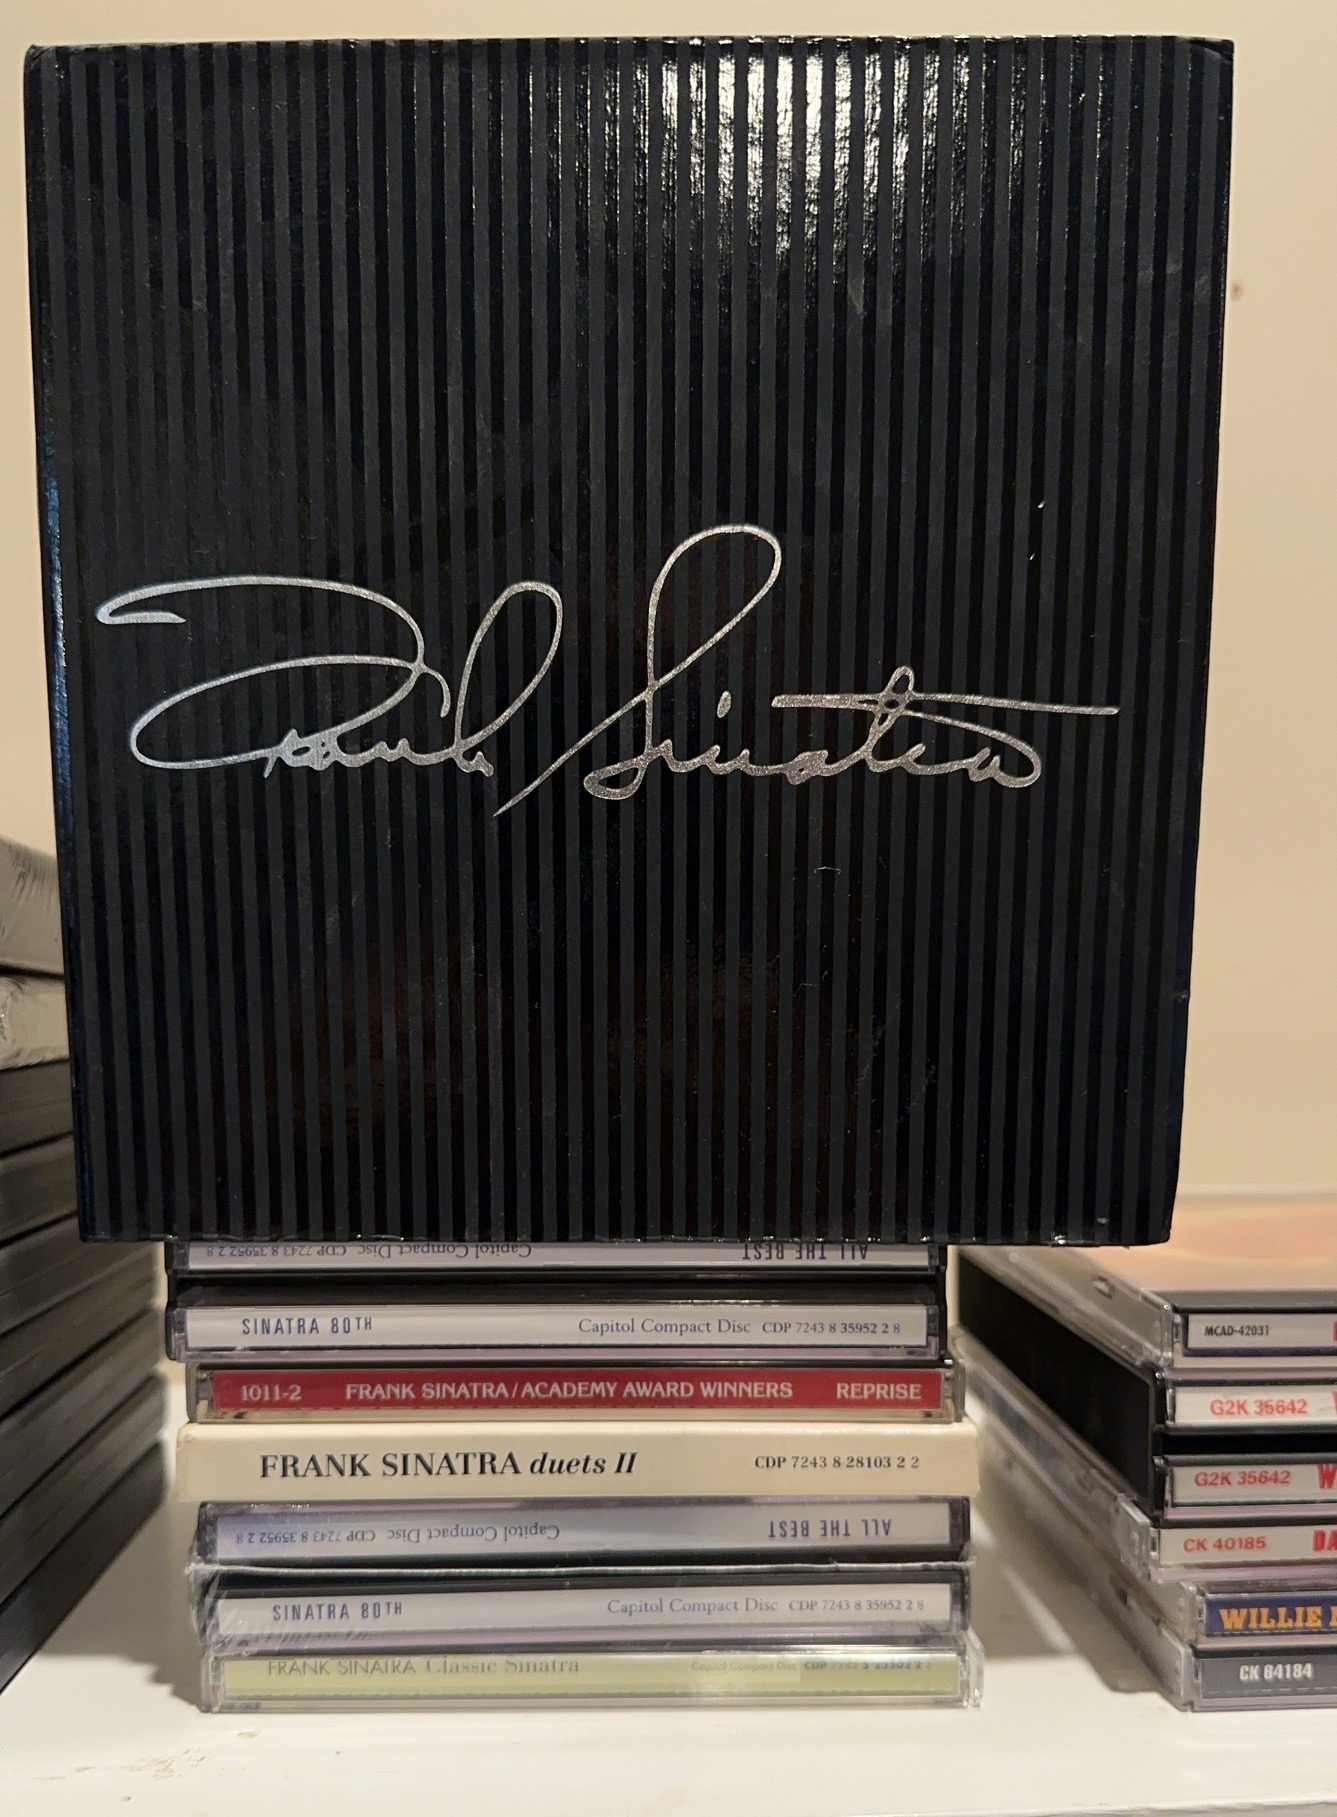 Frank Sinatra
ALL THE BEST Capitol Compact Disc CDP 7243 8 35952 2 8
SINATRA 80TH Capitol Compact Disc CDP 7243 8 35952 2 8
1011-2 FRANK SINATRA/ACADEMY AWARD WINNERS REPRISE
FRANK SINATRA duets II CDP 7243 8 28103 2 2
ALL THE BEST Capitol Compact Disc CDP 7243 8 35952 2 8
SINATRA 80TH Capitol Compact Disc CDP 7243 8 35952 2 8
FRANK SINATRA Classic Sinatra Capitol Compact Disc CDP 7243
MCAD-42031
G2K 35642
G2K 35642 W
CK 40185 DA
WILLIE
CK 64184